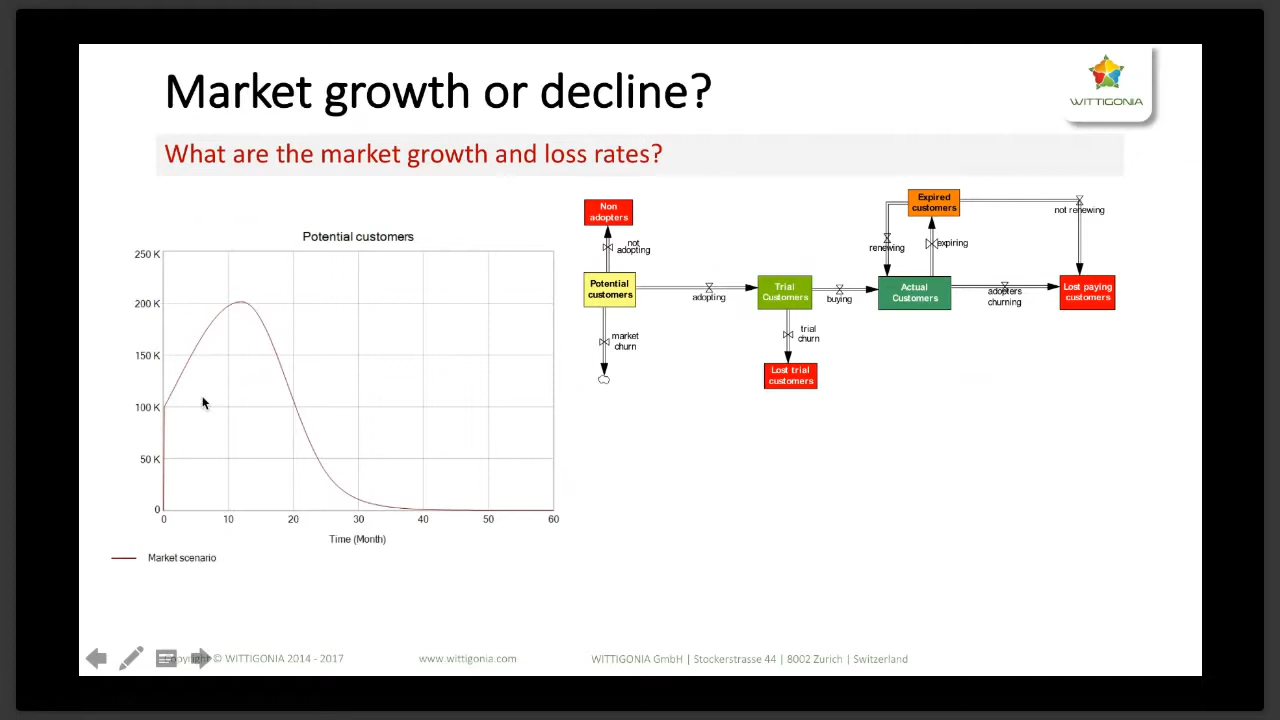 Market growth or decline?
WITTIGONIA
What are the market growth and loss rates?
Potential customers
250 K
200 K
150 K
100 K
50 K
0
0 10 20 30 40 50 60
Time (Month)
Market scenario
Non
adopters
not
adopting
Potential
customers
market
churn
adopting
Trial
Customers
trial
churn
Lost trial
customers
buying
Actual
Customers
renewing
expiring
Expired
customers
not renewing
adopters
churning
Lost paying
customers
Copyright © WITTIGONIA 2014 - 2017
www.wittigonia.com
WITTIGONIA GmbH | Stockerstrasse 44 | 8002 Zurich | Switzerland